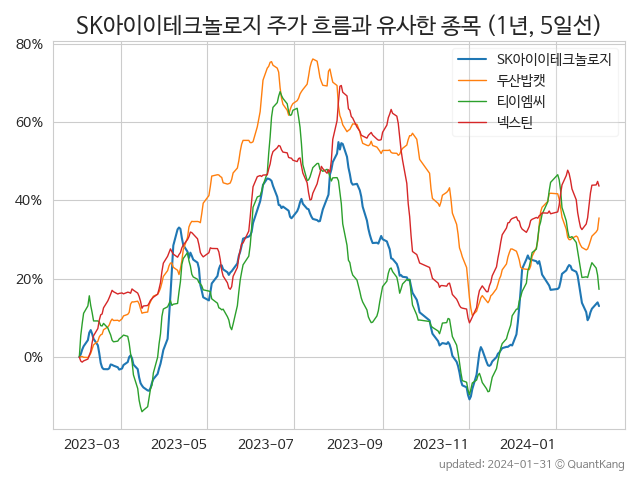 SK아이이테크놀로지 주가 흐름과 유사한 종목 (1년, 5일선)
80%
60%
40%
20%
0%
SK아이이테크놀로지
두산밥캣
티이엠씨
넥스틴
2023-03 2023-05 2023-07 2023-09 2023-11 2024-01
updated: 2024-01-31 © QuantKang